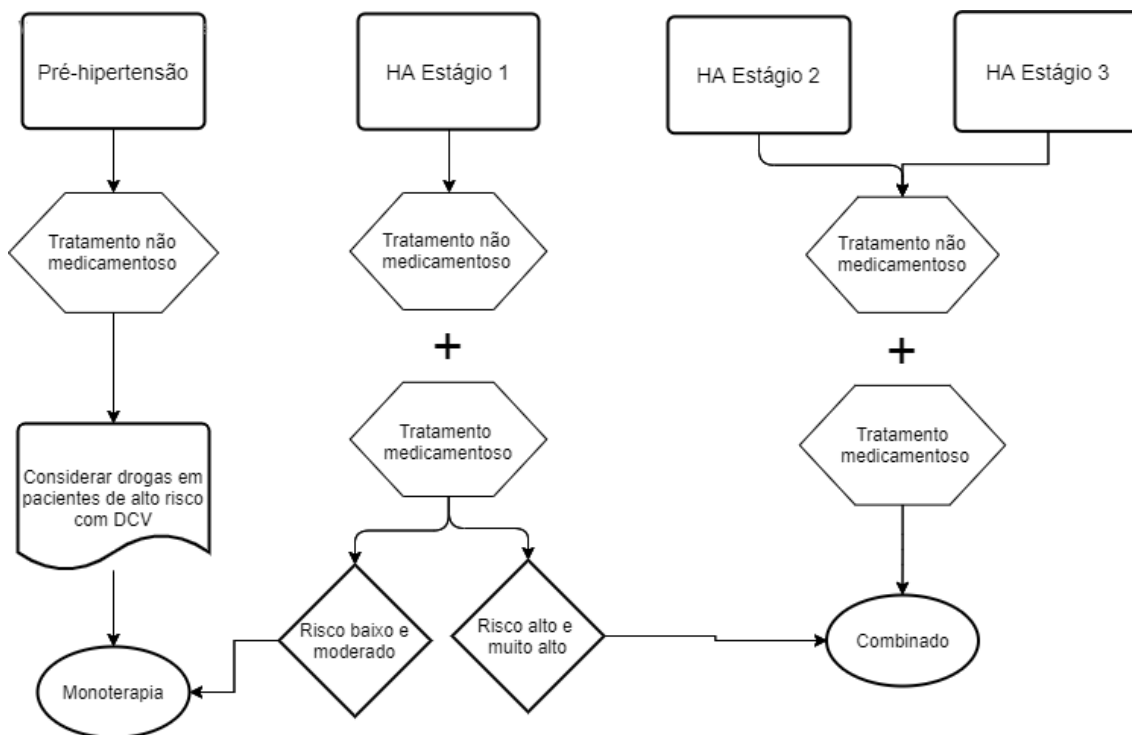 Pré-hipertensão
HA Estágio 1
HA Estágio 2
HA Estágio 3
Tratamento não
medicamentoso
Tratamento não
medicamentoso
Tratamento não
medicamentoso
+
+
Considerar drogas em
pacientes de alto risco
com DCV
Tratamento
medicamentoso
Tratamento
medicamentoso
Risco baixo e
moderado
Risco alto e
muito alto
Combinado
Monoterapia